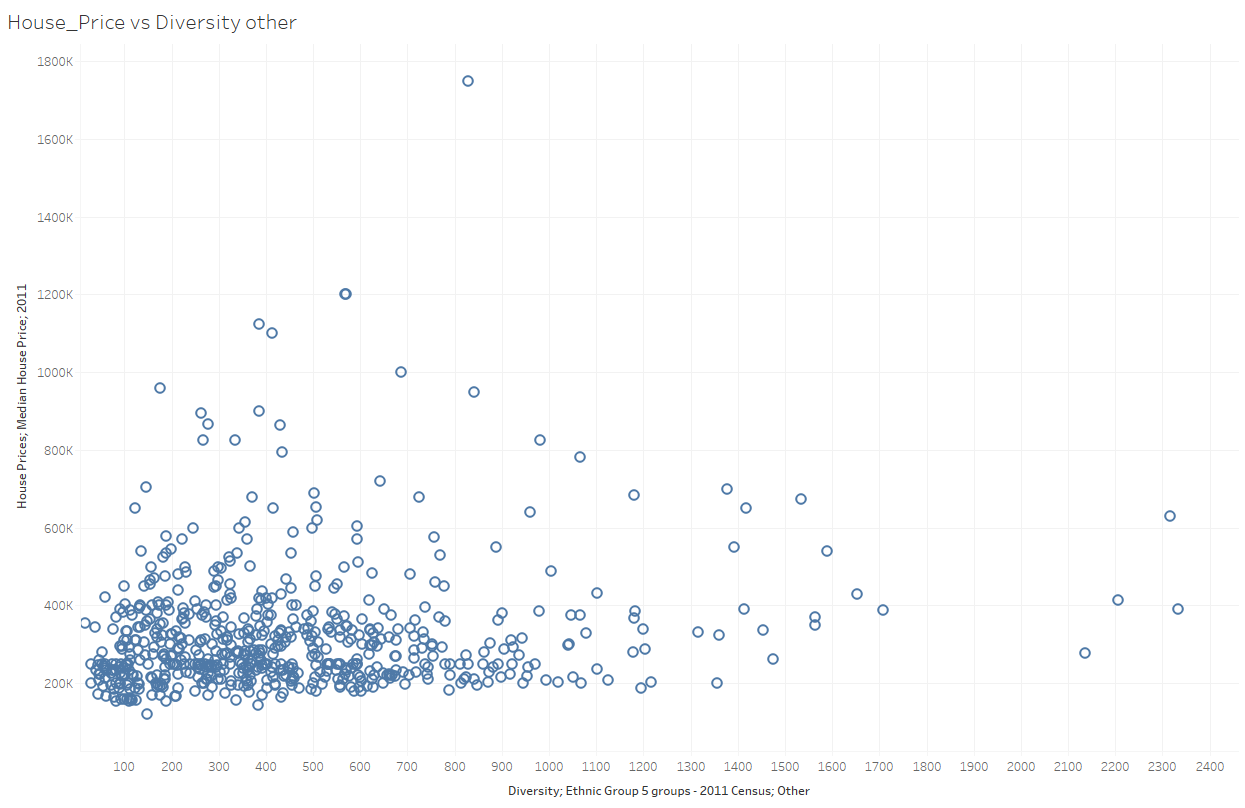 House_Price vs Diversity other
1800K
1600K
1400K
1200K
1000K
800K
600K
400K
200K
House Prices; Median House Price; 2011
100 200 300 400 500 600 700 800 900 1000 1100 1200 1300 1400 1500 1600 1700 1800 1900 2000 2100 2200 2300 2400
Diversity; Ethnic Group 5 groups - 2011 Census; Other